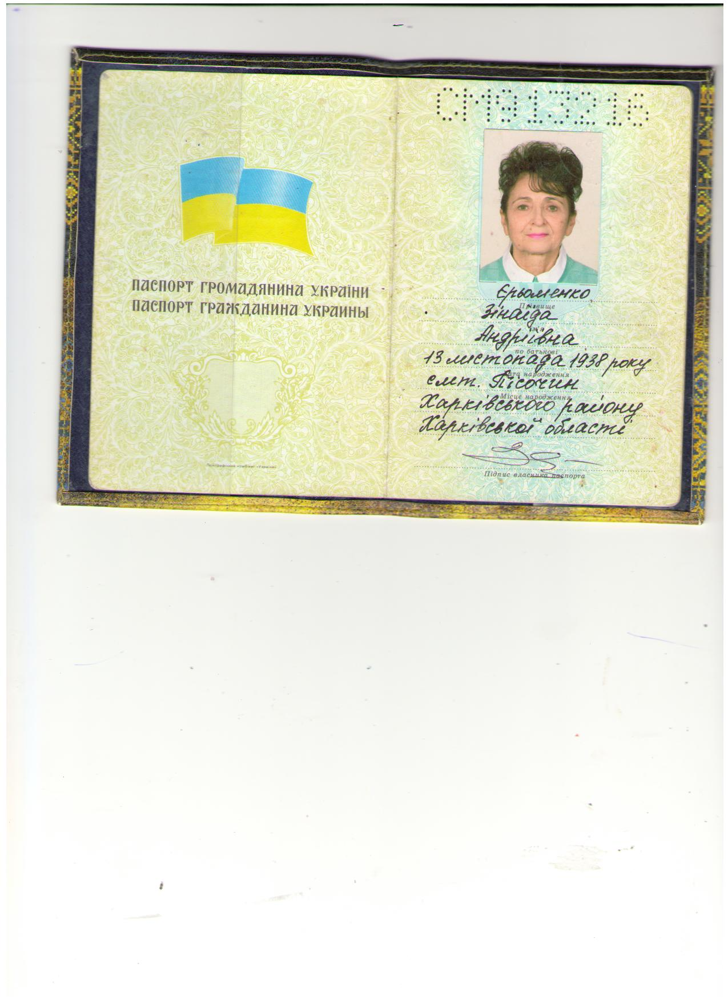 ПАСПОРТ ГРОМАДЯНИНА УКРАЇНИ
ПАСПОРТ ГРАЖДАНИНА УКРАИНЫ
Поліграфічний комбінат «Україна»
СМ913216
Єрьоменко
Прізвище
Зінаїда
Ім'я
Андріївна
по батькові
13 листопада 1938 року
Дата народження
смт. Пісочин
Місце народження
Харківського району
Харківської області
Підпис власника паспорта